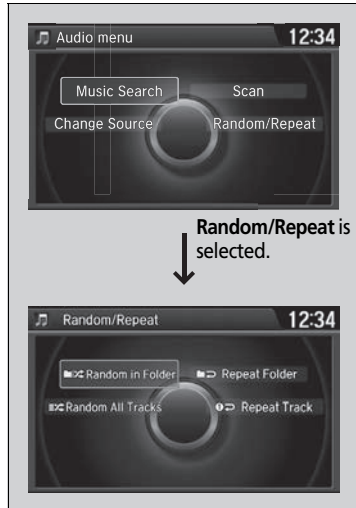 Audio menu 12:34
Music Search Scan
Change Source Random/Repeat
Random/Repeat is
selected.
Random/Repeat 12:34
Random in Folder Repeat Folder
Random All Tracks Repeat Track